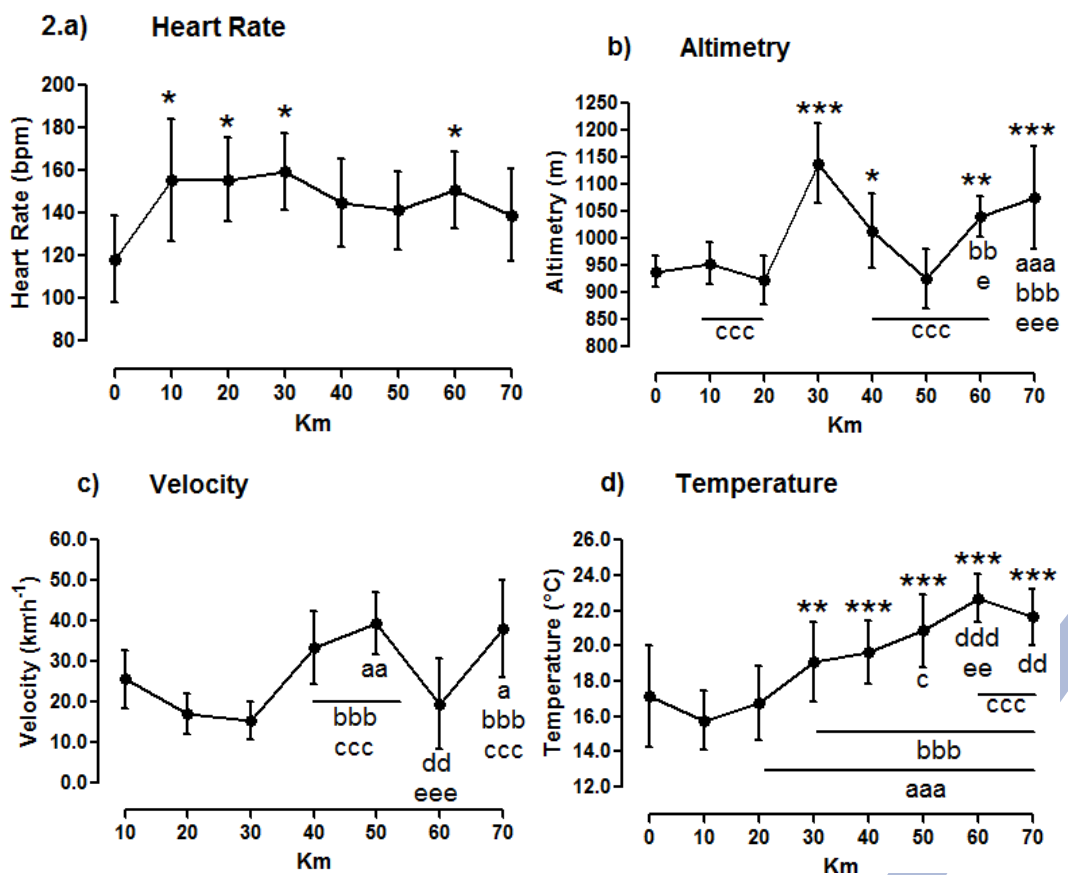 2.a) Heart Rate
Heart Rate (bpm)
200
180
160
140
120
100
80
* * * *
0 10 20 30 40 50 60 70
Km
b) Altimetry
Altimetry (m)
1250
1200
1150
1100
1050
1000
950
900
850
800
*** * ** ***
bb
e
aaa
bbb
eee
ccc ccc
0 10 20 30 40 50 60 70
Km
c) Velocity
Velocity (km·h-1)
60.0
50.0
40.0
30.0
20.0
10.0
0.0
aa
bbb
ccc
dd
eee
a
bbb
ccc
10 20 30 40 50 60 70
Km
d) Temperature
Temperature (°C)
26.0
24.0
22.0
20.0
18.0
16.0
14.0
12.0
** *** *** *** ***
c
ddd
ee
dd
ccc
bbb
aaa
0 10 20 30 40 50 60 70
Km